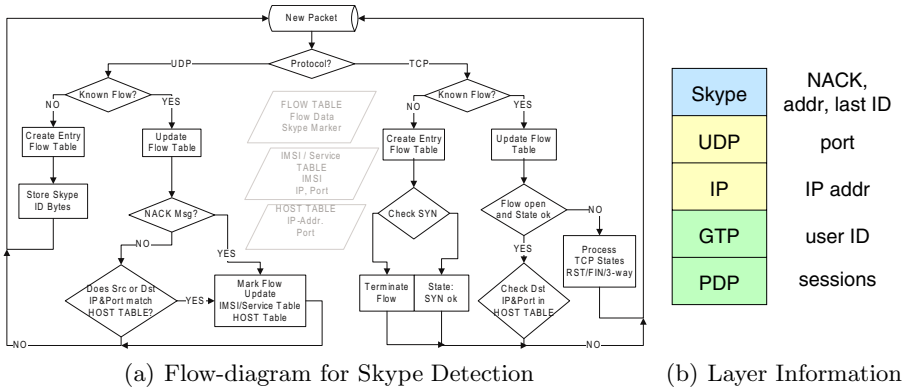 New Packet
UDP
Protocol?
TCP
Known Flow?
NO
YES
Create Entry
Flow Table
Update
Flow Table
Store Skype
ID Bytes
NACK Msg?
NO
YES
Does Src or Dst
IP&Port match
HOST TABLE?
YES
Mark Flow
Update
IMSI/Service Table
HOST Table
NO
FLOW TABLE
Flow Data
Skype Marker
IMSI / Service
TABLE
IMSI
IP, Port
HOST TABLE
IP-Addr.
Port
Known Flow?
NO
YES
Create Entry
Flow Table
Update Flow
Table
Check SYN
Flow open
and State ok
NO
YES
Terminate
Flow
State:
SYN ok
Check Dst
IP&Port in
HOST TABLE
Process
TCP States
RST/FIN/3-way
NO
(a) Flow-diagram for Skype Detection
Skype
NACK,
addr, last ID
UDP
port
IP
IP addr
GTP
user ID
PDP
sessions
(b) Layer Information